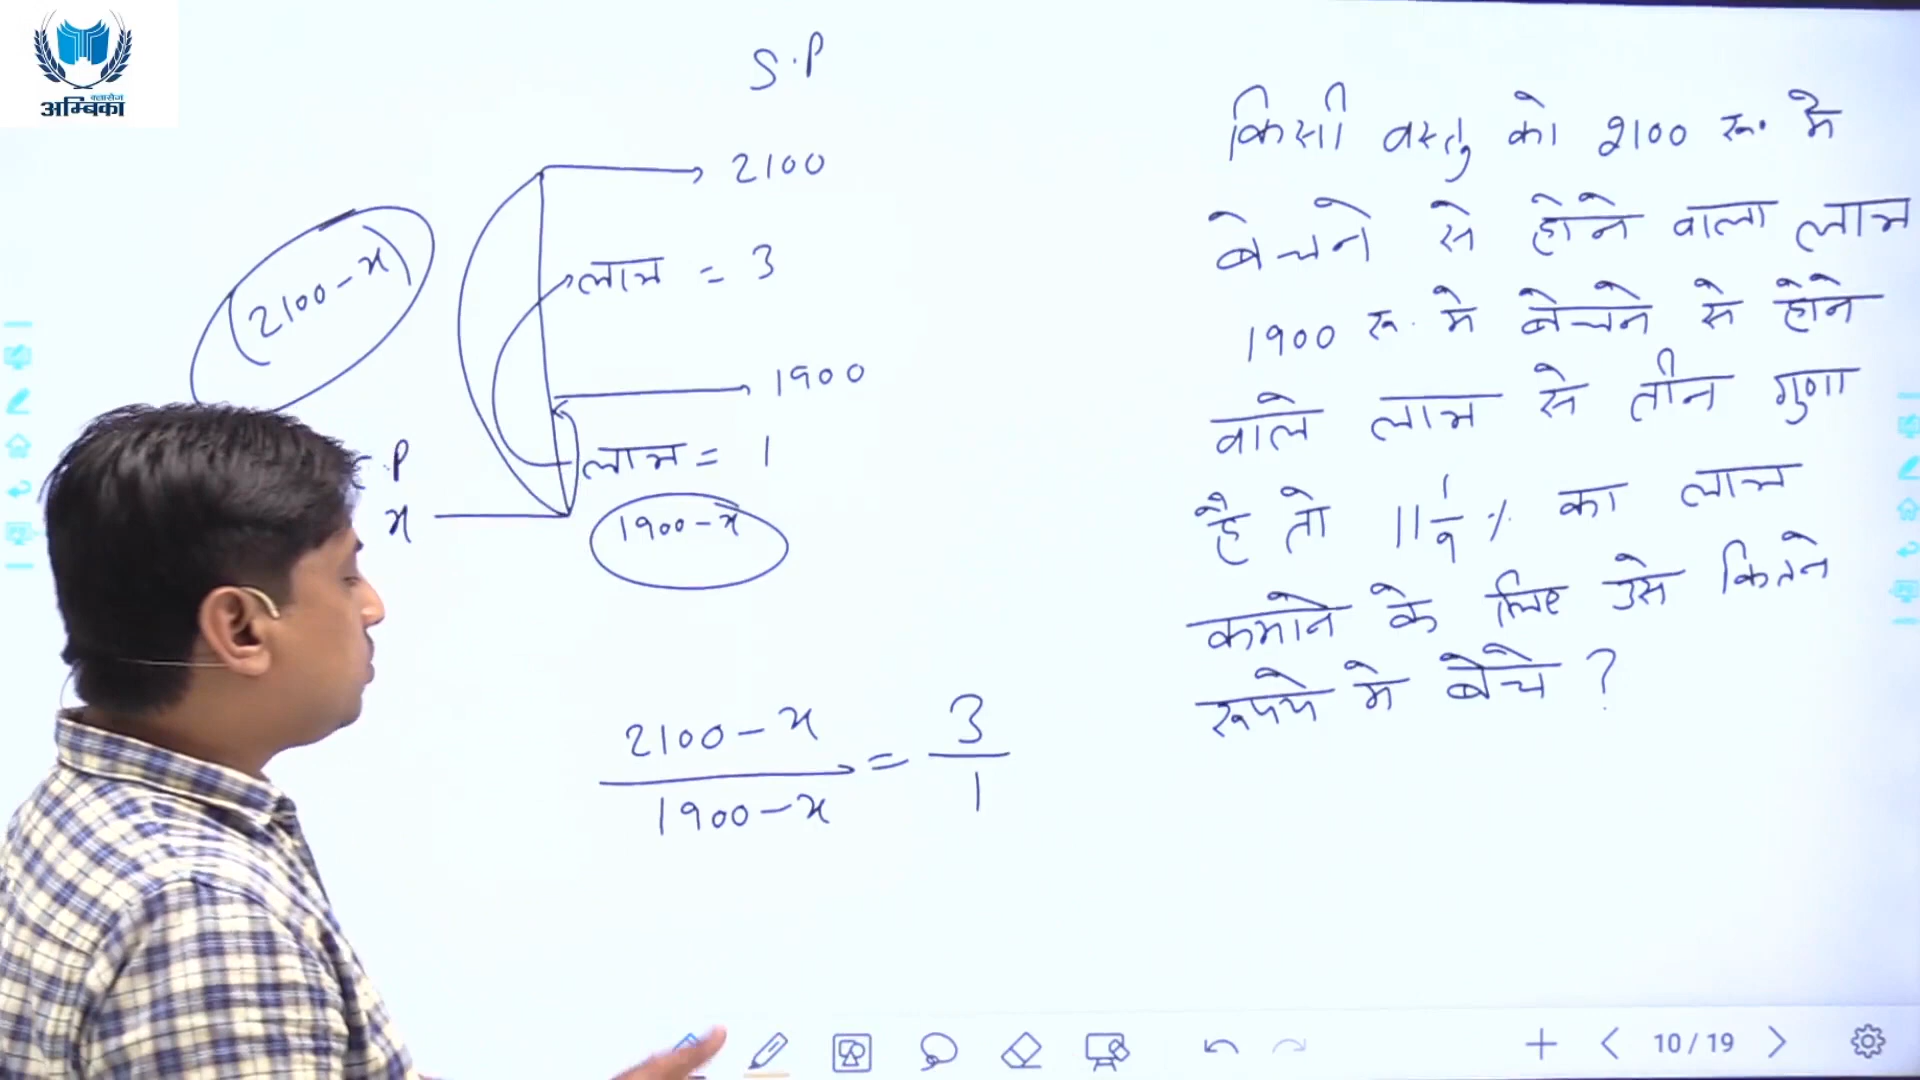 क्लासेज
अम्बिका
S.P
2100
(2100-x)
लाभ = 3
1900
.P
लाभ = 1
x
1900-x
2100-x / 1900-x = 3/1
किसी वस्तु को 2100 रू. मे
बेचने से होने वाला लाभ
1900 रू. मे बेचने से होने
वाले लाभ से तीन गुणा
है तो 11 1/9 % का लाभ
कमाने के लिए उसे कितने
रूपये मे बेचे ?
10/19